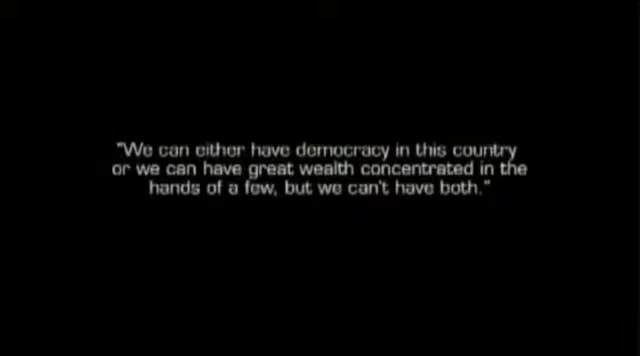 "We can either have democracy in this country
or we can have great wealth concentrated in the
hands of a few, but we can't have both."